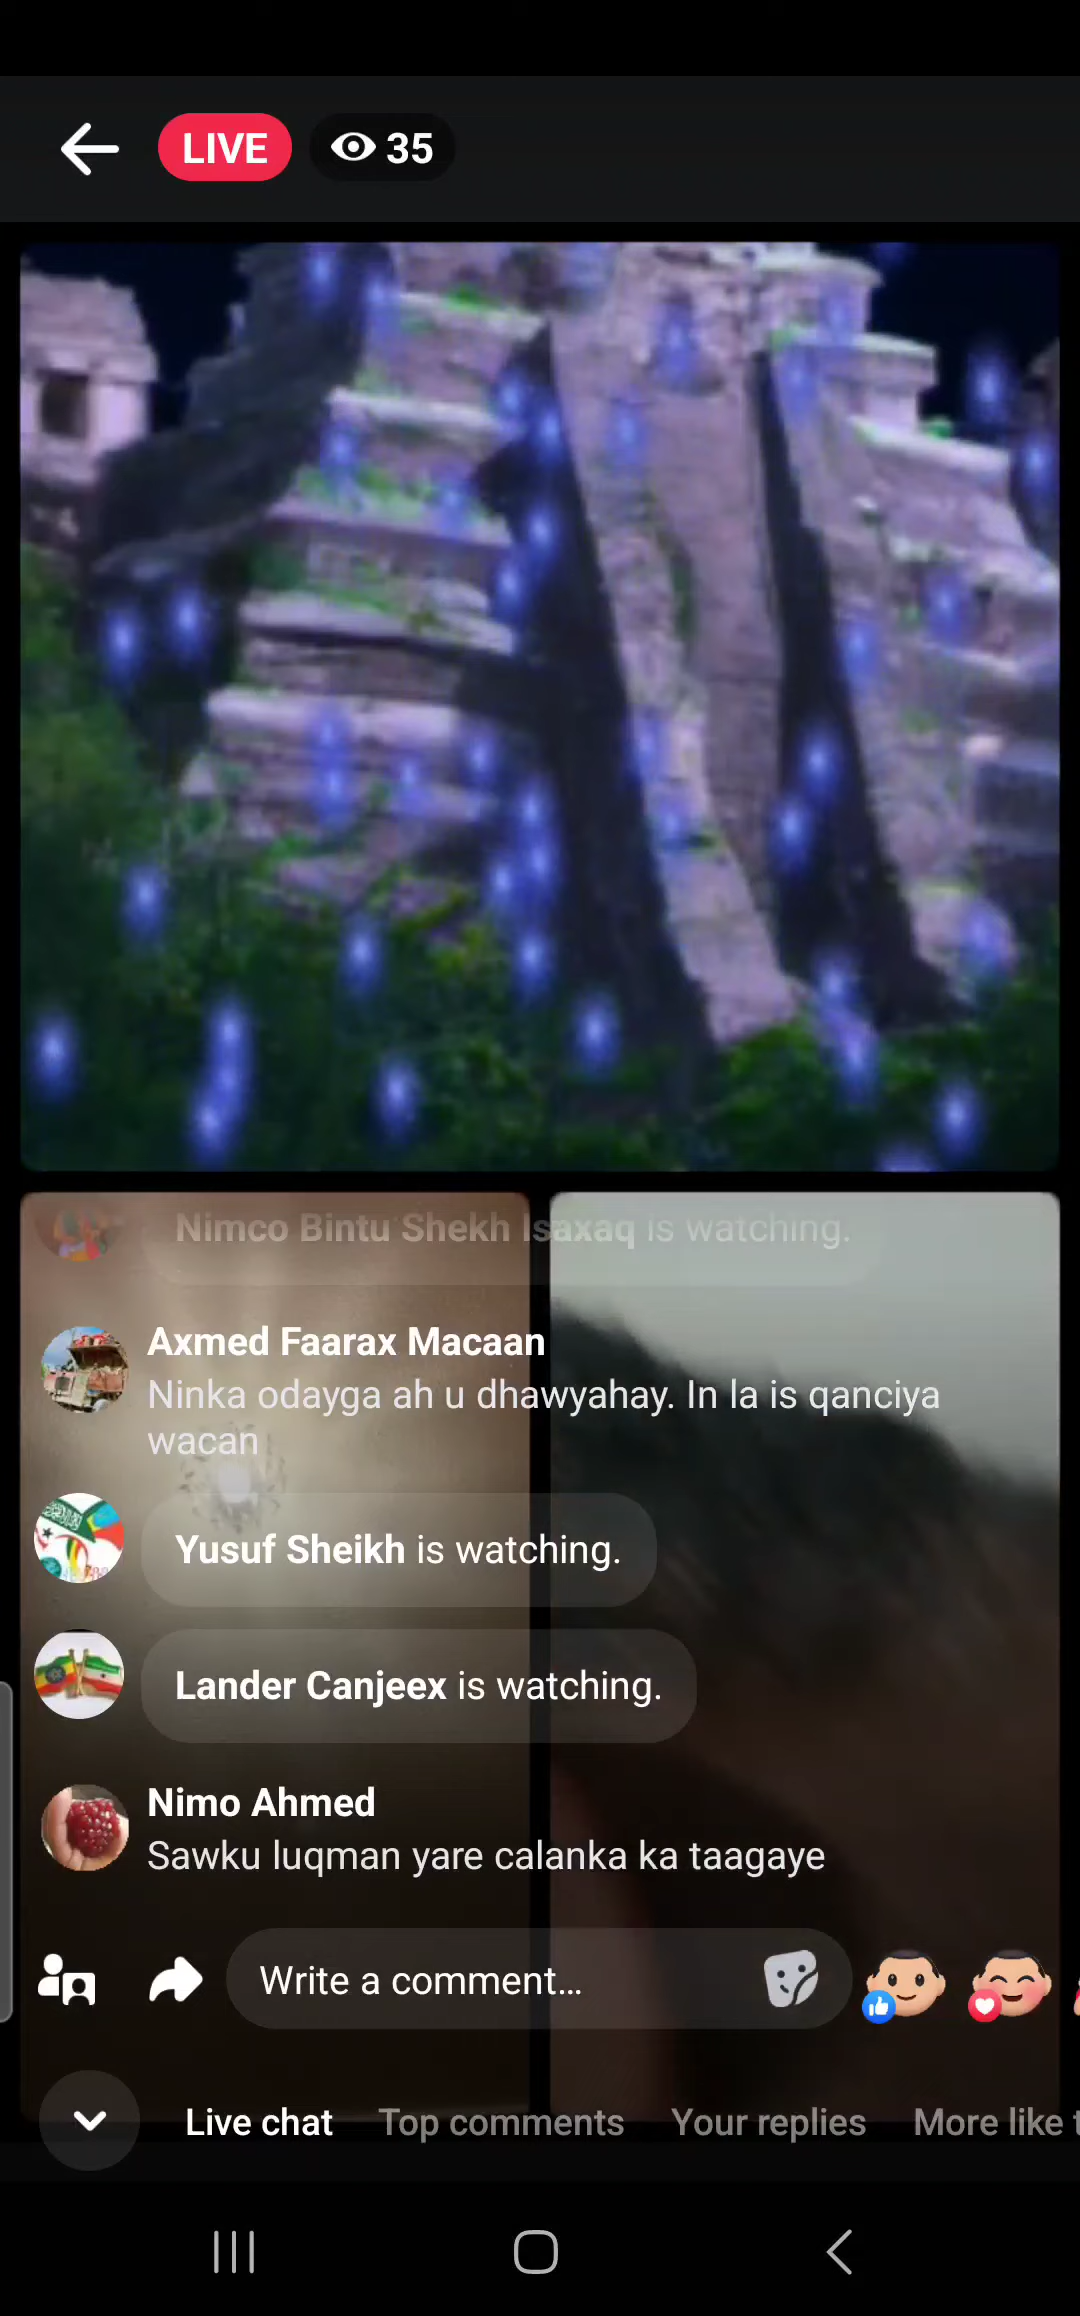 LIVE 35
Nimco Bintu Shekh Isaxaq is watching.
Axmed Faarax Macaan
Ninka odayga ah u dhawyahay. In la is qanciya
wacan
Yusuf Sheikh is watching.
Lander Canjeex is watching.
Nimo Ahmed
Sawku luqman yare calanka ka taagaye
Write a comment...
Live chat Top comments Your replies More like t